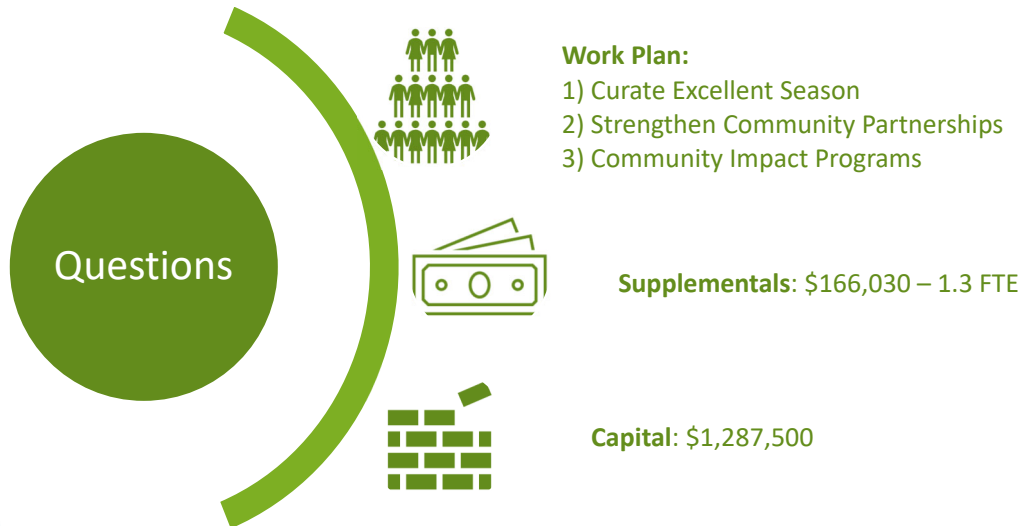 Questions
Work Plan:
1) Curate Excellent Season
2) Strengthen Community Partnerships
3) Community Impact Programs
Supplementals: $166,030 – 1.3 FTE
Capital: $1,287,500